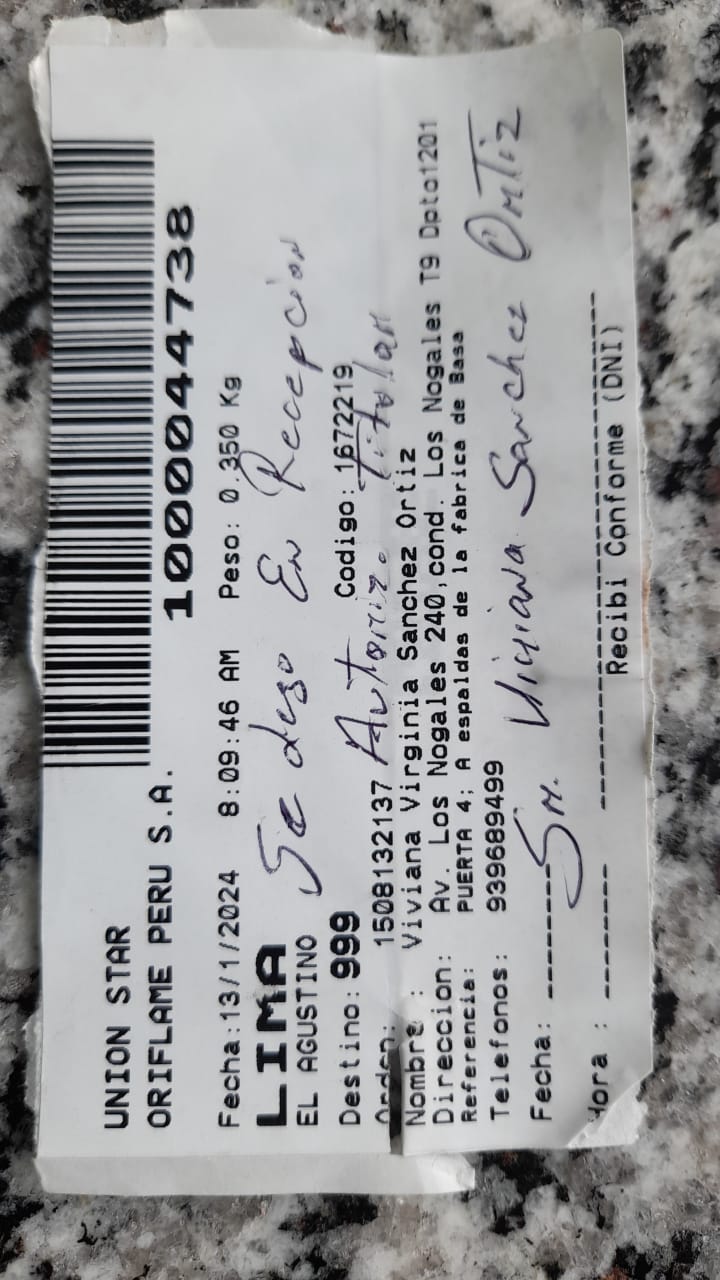 UNION STAR
ORIFLAME PERU S.A.
10000044738
Fecha:13/1/2024 8:09:46 AM Peso: 0.350 Kg
LIMA
EL AGUSTINO
Se dejo En Recepcion
Destino: 999 Codigo: 1672219
Orden: 1508132137 Autoriza titular
Nombre : Viviana Virginia Sanchez Ortiz
Direccion: Av. Los Nogales 240,cond. Los Nogales T9 Dpto1201
Referencia: PUERTA 4; A espaldas de la fabrica de Basa
Telefonos: 939689499
Fecha: Sr. Viviana Sanchez Ortiz
Hora :
Recibi Conforme (DNI)